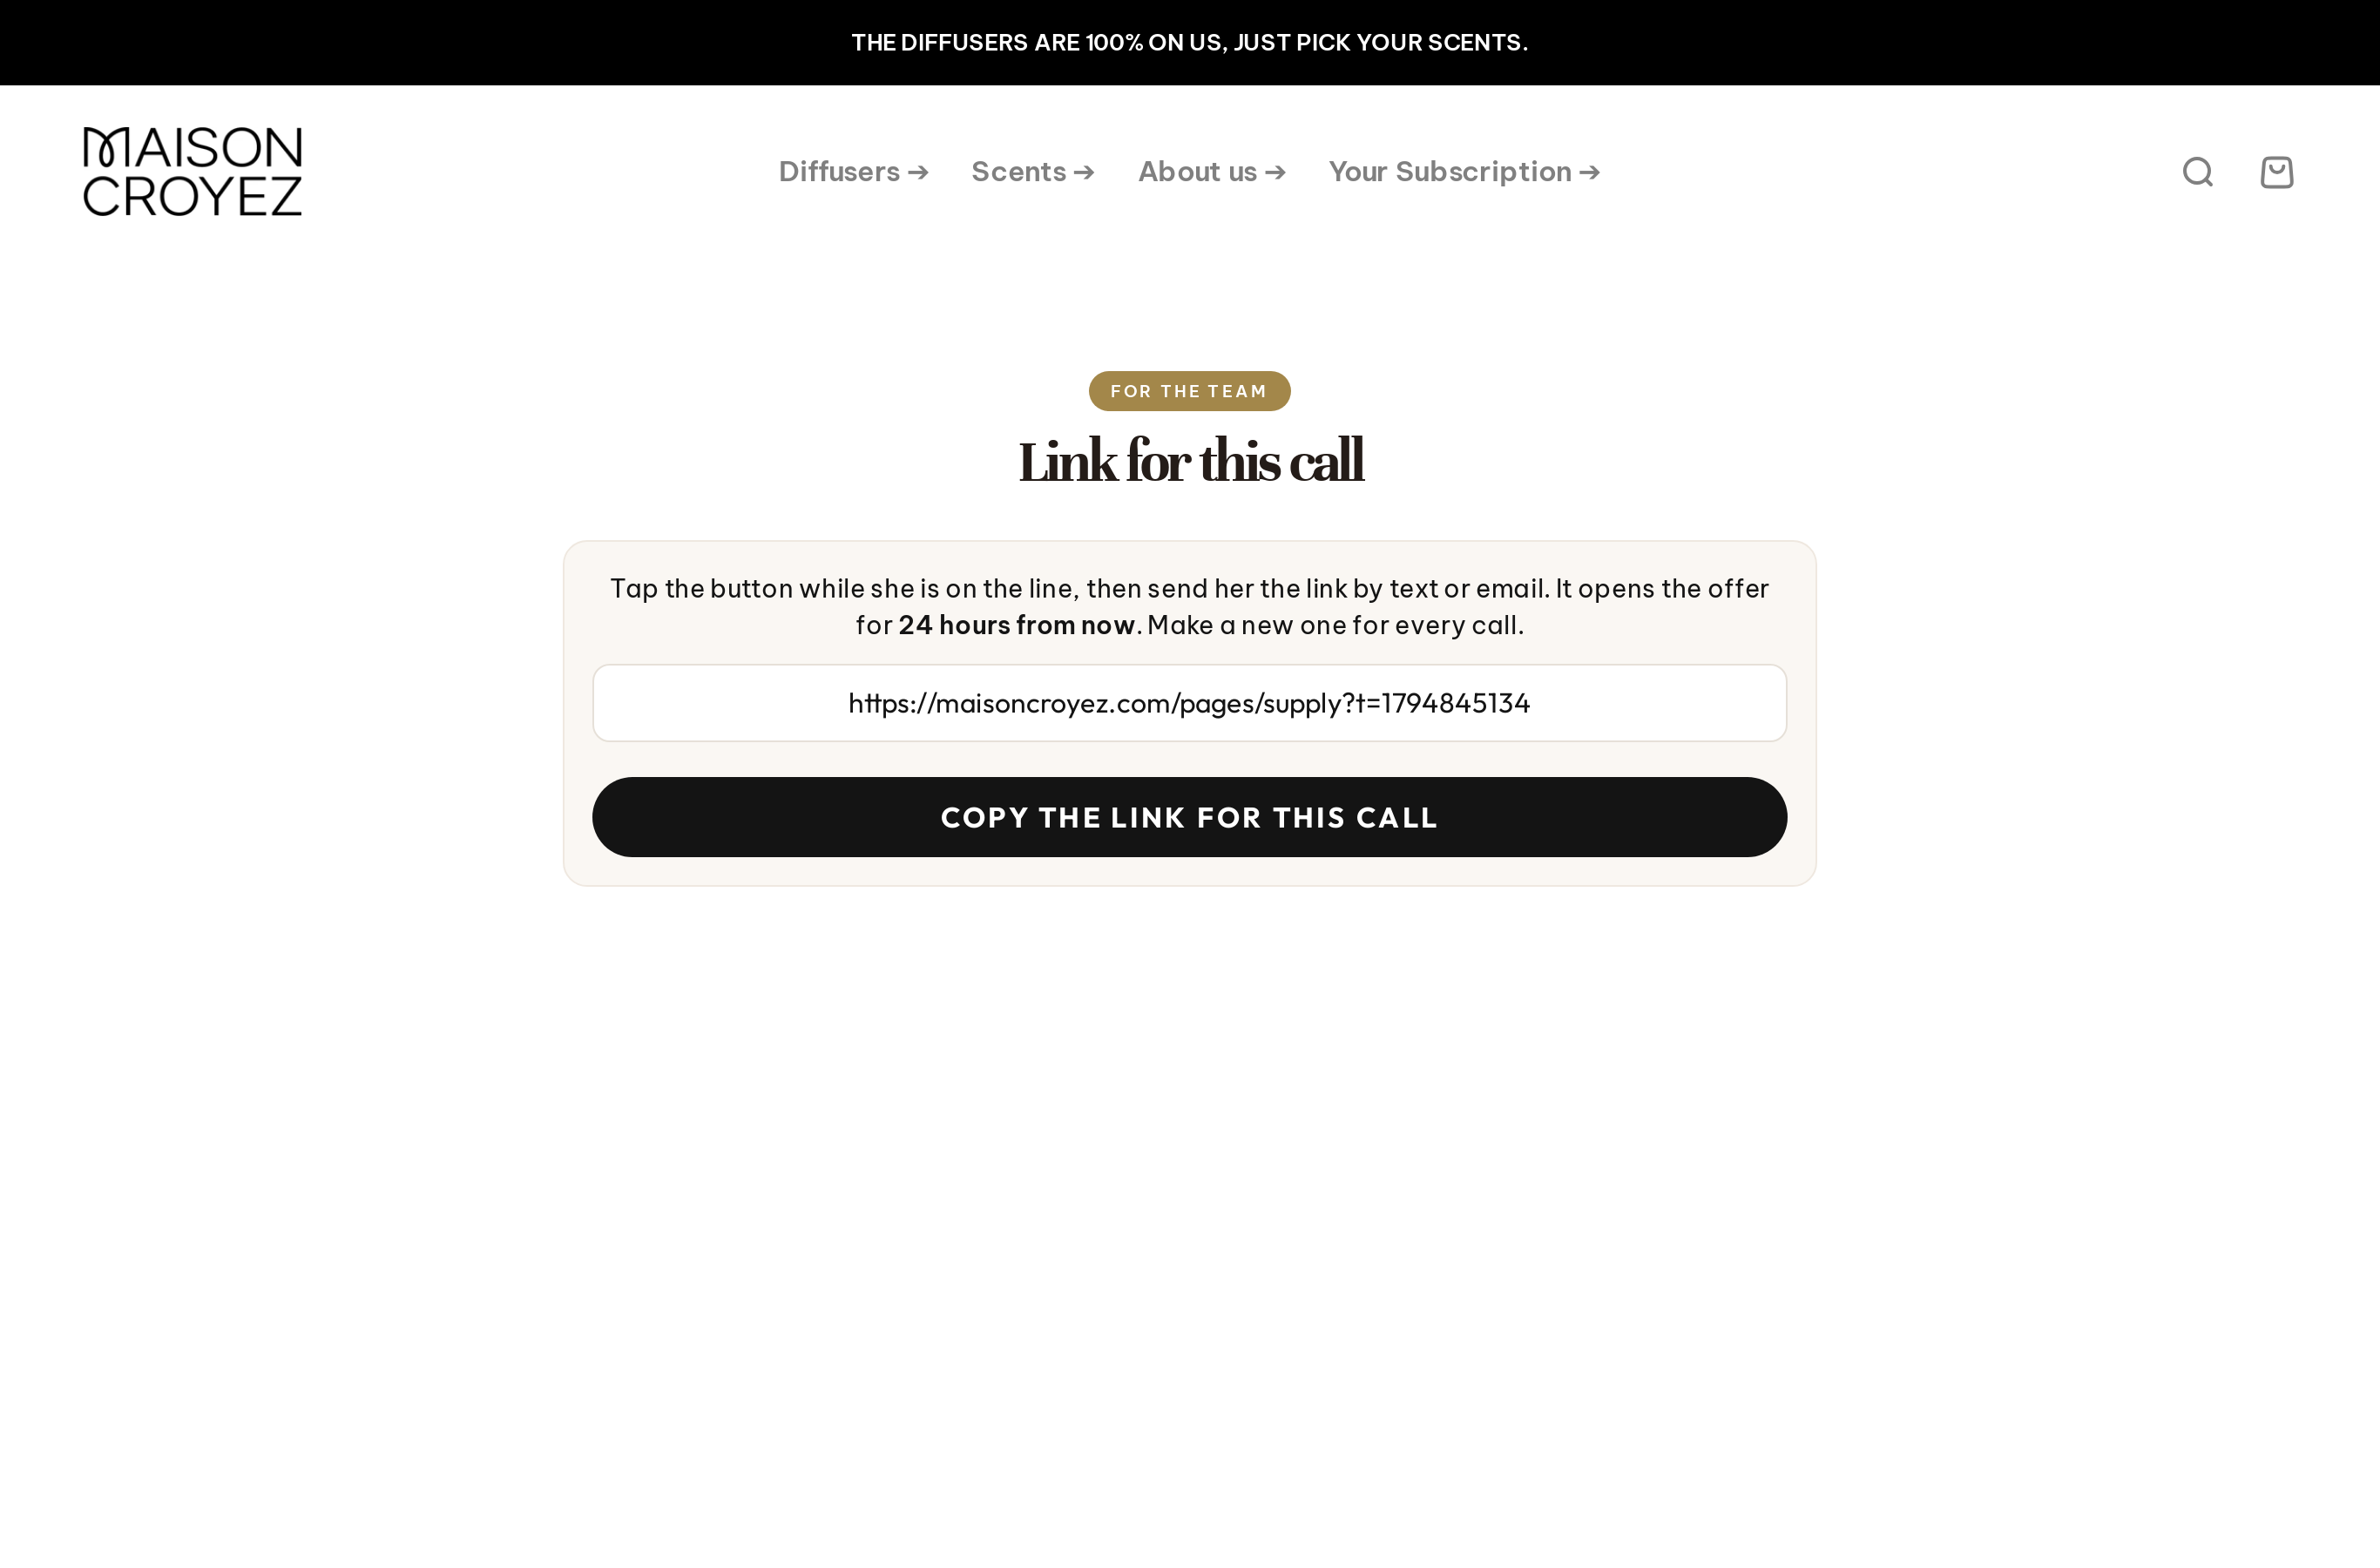 THE DIFFUSERS ARE 100% ON US, JUST PICK YOUR SCENTS.
MAISON
CROYEZ
Diffusers → Scents → About us → Your Subscription →
FOR THE TEAM
Link for this call
Tap the button while she is on the line, then send her the link by text or email. It opens the offer
for 24 hours from now. Make a new one for every call.
https://maisoncroyez.com/pages/supply?t=1794845134
COPY THE LINK FOR THIS CALL